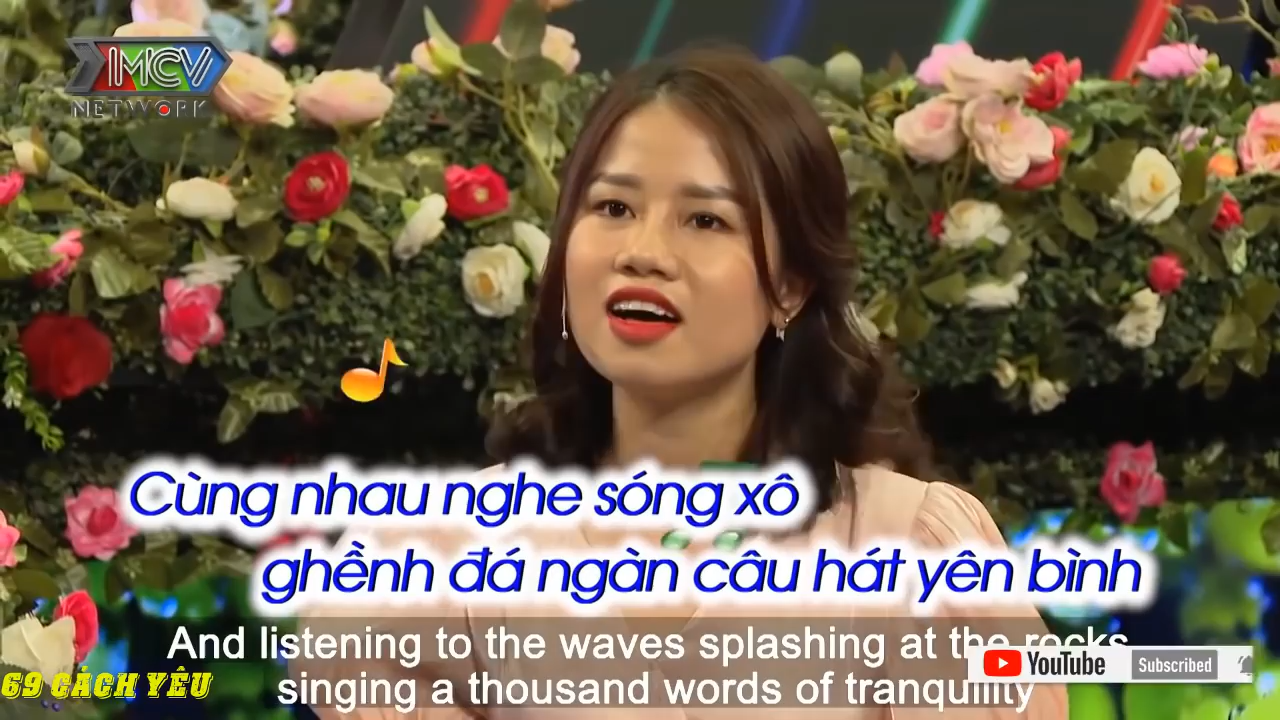 MCV
NETWORK
Cùng nhau nghe sóng xô
ghềnh đá ngàn câu hát yên bình
And listening to the waves splashing at the rocks
singing a thousand words of tranquility
YouTube
Subscribed
69 CÁCH YÊU